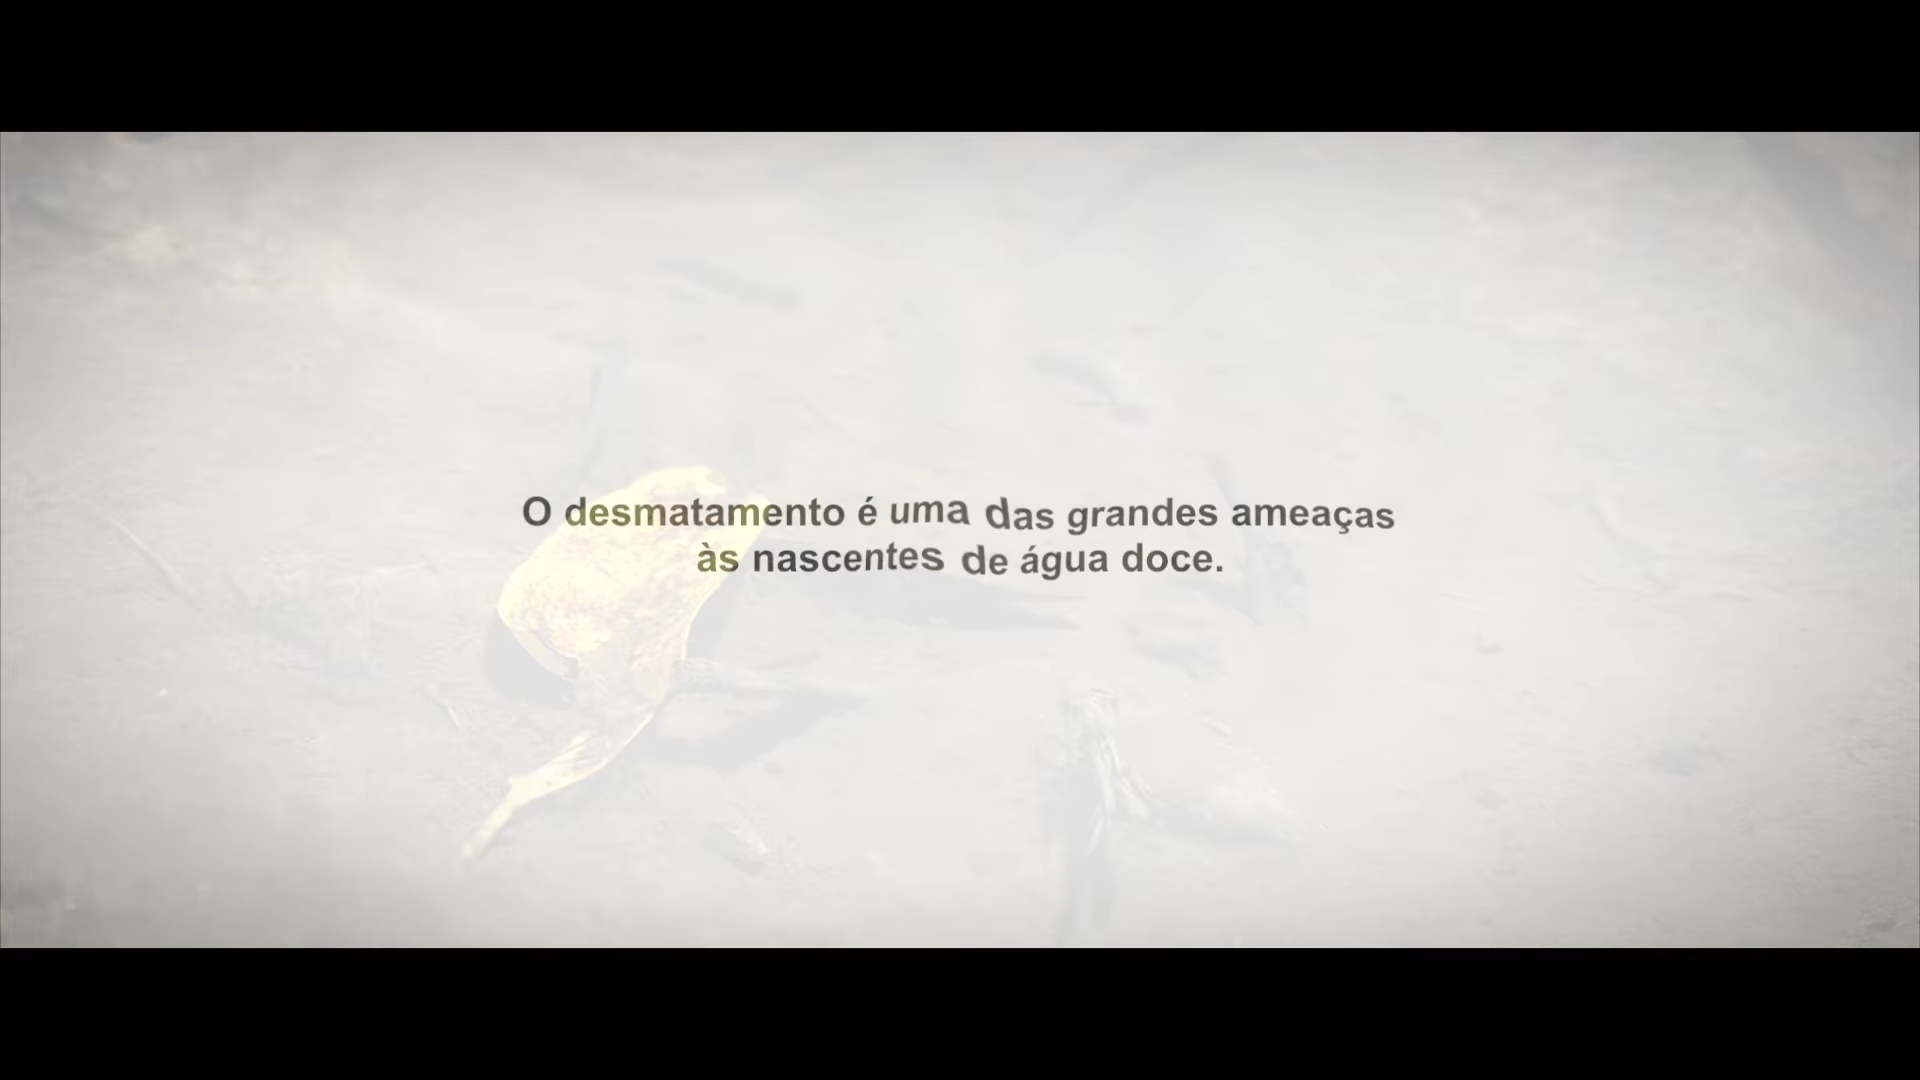 O desmatamento é uma das grandes ameaças
às nascentes de água doce.